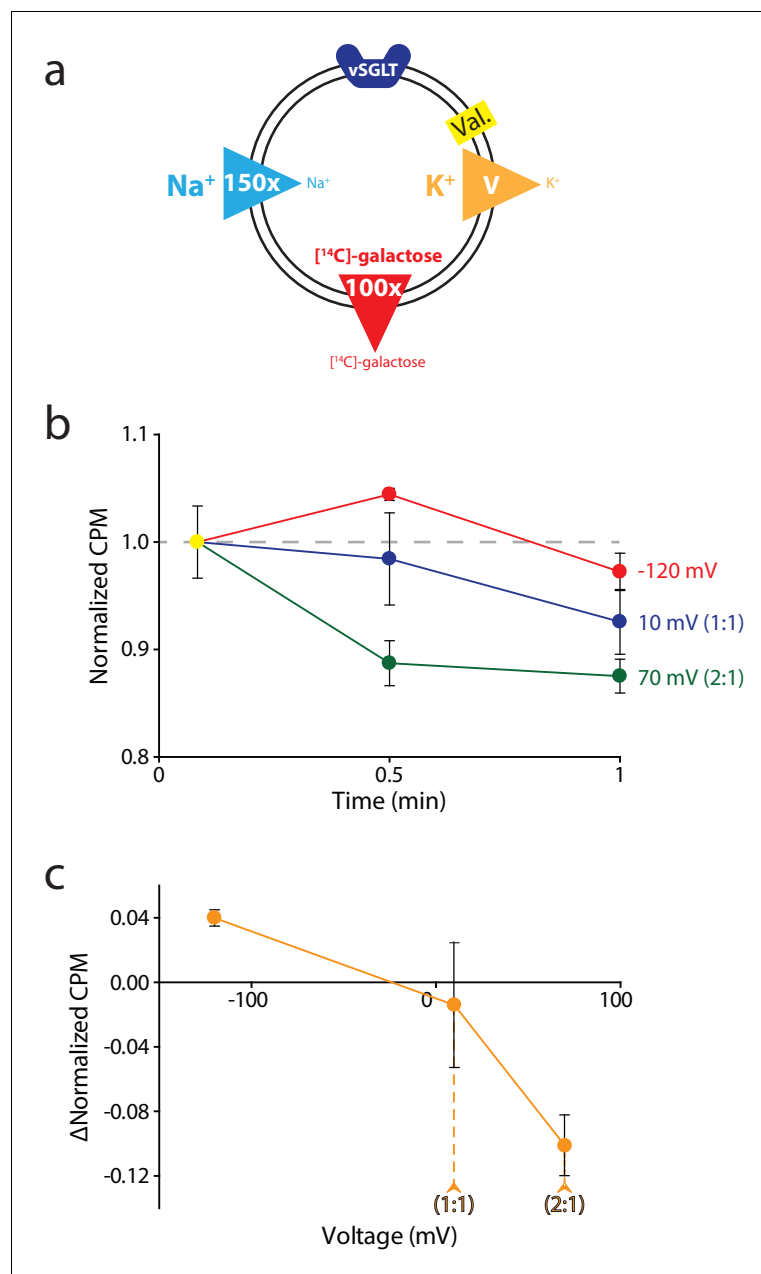 a
vSGLT
Val.
Na⁺ 150x Na⁺
K⁺ V K⁺
[¹⁴C]-galactose
100x
[¹⁴C]-galactose
b
1.1
1.0
0.9
0.8
Normalized CPM
-120 mV
10 mV (1:1)
70 mV (2:1)
0 0.5 1
Time (min)
c
0.04
0.00
-0.04
-0.08
-0.12
ΔNormalized CPM
-100 0 100
(1:1) (2:1)
Voltage (mV)